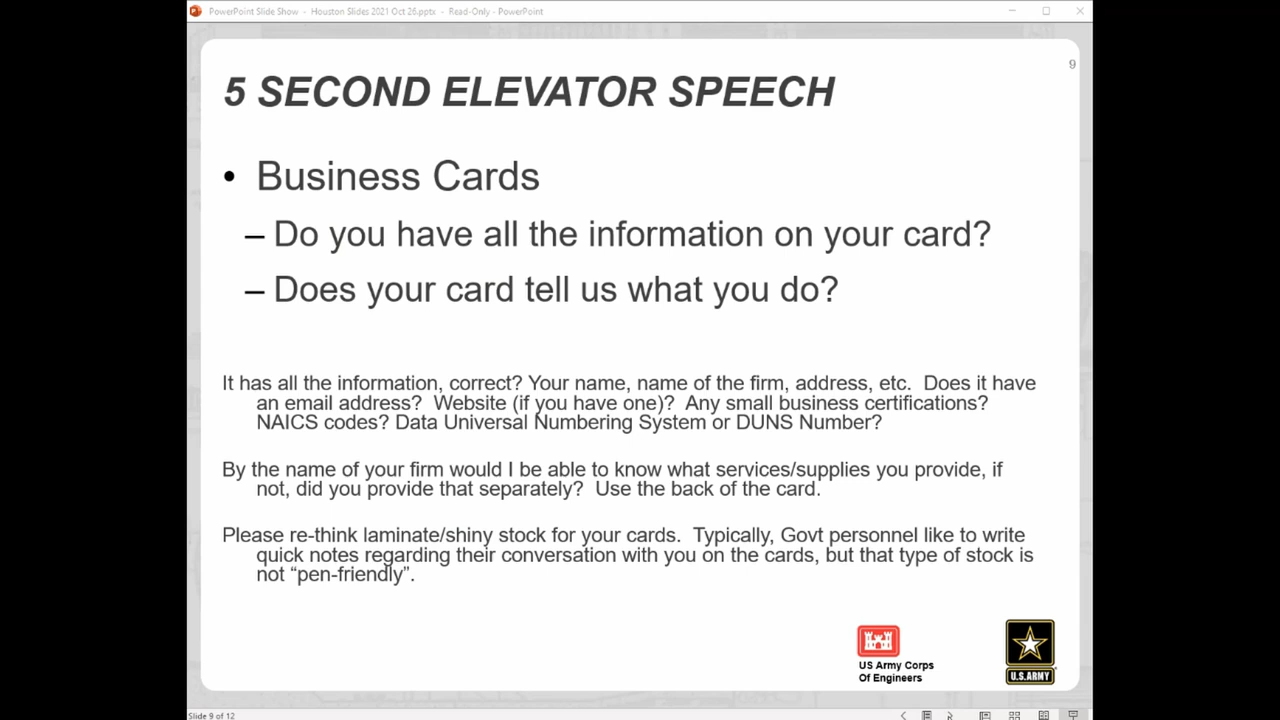 PowerPoint Slide Show - Houston Slides 2021 Oct 26.pptx - Read-Only - PowerPoint
9
5 SECOND ELEVATOR SPEECH
• Business Cards
– Do you have all the information on your card?
– Does your card tell us what you do?
It has all the information, correct? Your name, name of the firm, address, etc. Does it have
an email address? Website (if you have one)? Any small business certifications?
NAICS codes? Data Universal Numbering System or DUNS Number?
By the name of your firm would I be able to know what services/supplies you provide, if
not, did you provide that separately? Use the back of the card.
Please re-think laminate/shiny stock for your cards. Typically, Govt personnel like to write
quick notes regarding their conversation with you on the cards, but that type of stock is
not “pen-friendly”.
US Army Corps
Of Engineers
U.S.ARMY
Slide 9 of 12